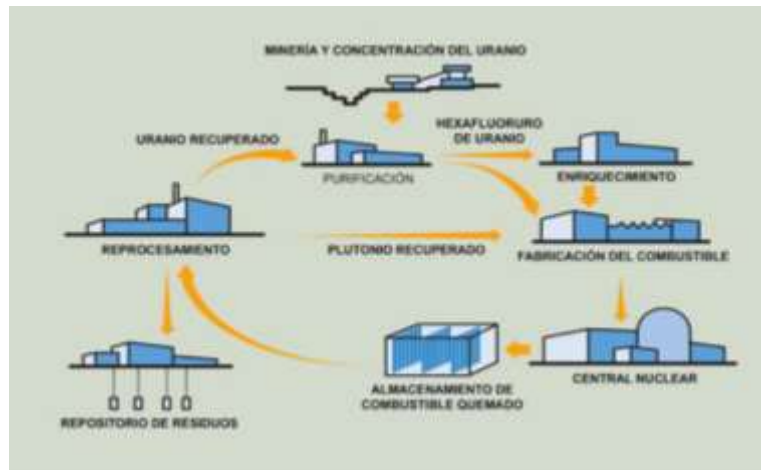 MINERÍA Y CONCENTRACIÓN DEL URANIO
URANIO RECUPERADO
HEXAFLUORURO
DE URANIO
PURIFICACIÓN
ENRIQUECIMIENTO
REPROCESAMIENTO
PLUTONIO RECUPERADO
FABRICACIÓN DEL COMBUSTIBLE
CENTRAL NUCLEAR
ALMACENAMIENTO DE
COMBUSTIBLE QUEMADO
REPOSITORIO DE RESIDUOS